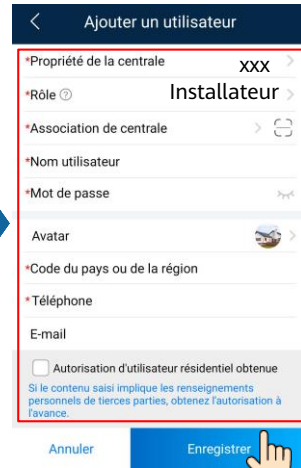 Ajouter un utilisateur
*Propriété de la centrale xxx
*Rôle Installateur
*Association de centrale
*Nom utilisateur
*Mot de passe
Avatar
*Code du pays ou de la région
*Téléphone
E-mail
Autorisation d'utilisateur résidentiel obtenue
Si le contenu saisi implique les renseignements
personnels de tierces parties, obtenez l'autorisation à
l'avance.
Annuler Enregistrer